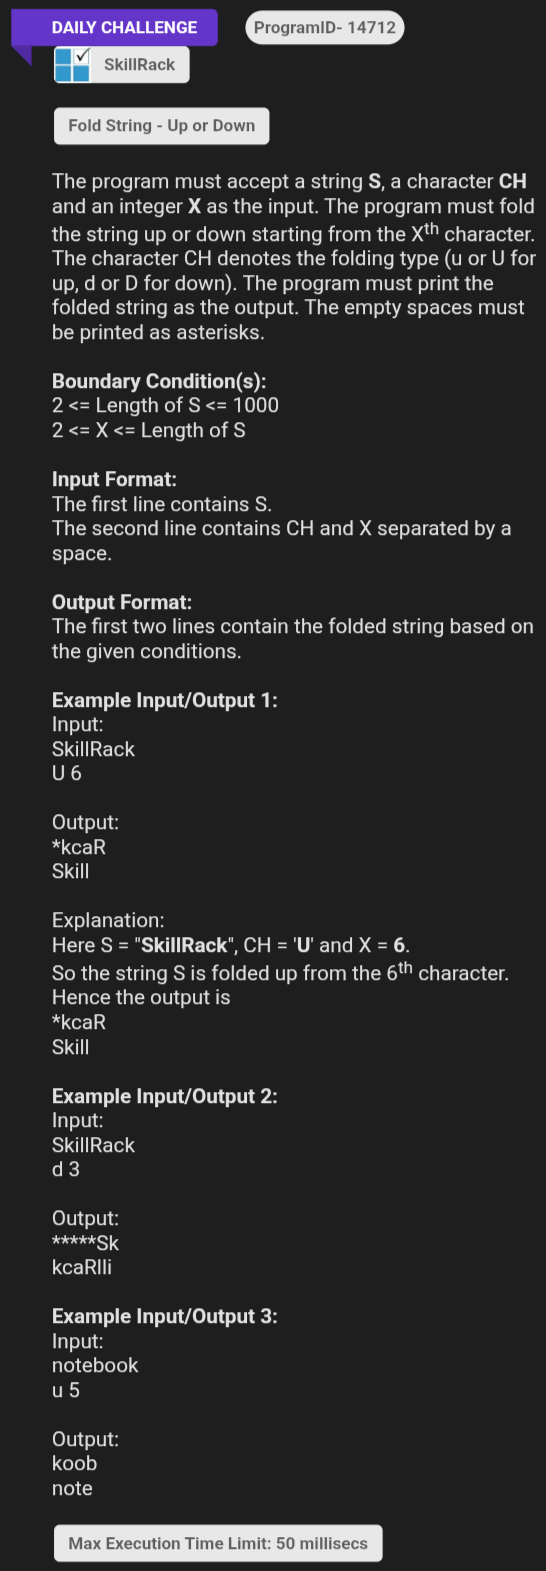 DAILY CHALLENGE
ProgramID- 14712
SkillRack
Fold String - Up or Down
The program must accept a string S, a character CH
and an integer X as the input. The program must fold
the string up or down starting from the Xth character.
The character CH denotes the folding type (u or U for
up, d or D for down). The program must print the
folded string as the output. The empty spaces must
be printed as asterisks.
Boundary Condition(s):
2 <= Length of S <= 1000
2 <= X <= Length of S
Input Format:
The first line contains S.
The second line contains CH and X separated by a
space.
Output Format:
The first two lines contain the folded string based on
the given conditions.
Example Input/Output 1:
Input:
SkillRack
U 6
Output:
*kcaR
Skill
Explanation:
Here S = "SkillRack", CH = 'U' and X = 6.
So the string S is folded up from the 6th character.
Hence the output is
*kcaR
Skill
Example Input/Output 2:
Input:
SkillRack
d 3
Output:
*****Sk
kcaRlli
Example Input/Output 3:
Input:
notebook
u 5
Output:
koob
note
Max Execution Time Limit: 50 millisecs